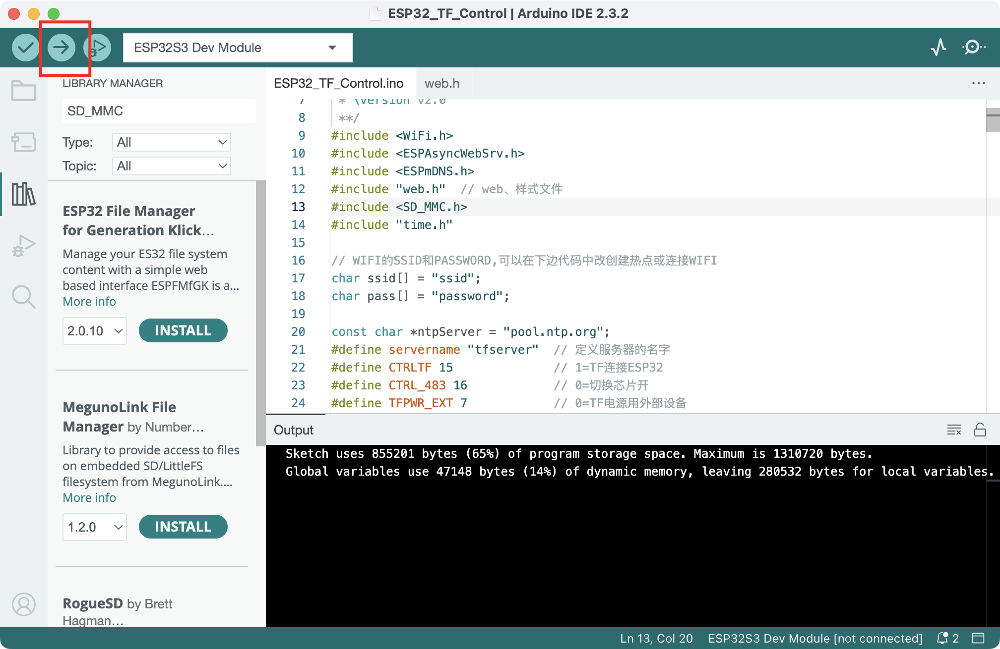 ESP32_TF_Control | Arduino IDE 2.3.2
ESP32S3 Dev Module
LIBRARY MANAGER
SD_MMC
Type: All
Topic: All
ESP32 File Manager
for Generation Klick...
Manage your ES32 file system
content with a simple web
based interface ESPFMfGK is a...
More info
2.0.10 INSTALL
MegunoLink File
Manager by Number...
Library to provide access to files
on embedded SD/LittleFS
filesystem from MegunoLink....
More info
1.2.0 INSTALL
RogueSD by Brett
Hagman...
ESP32_TF_Control.ino web.h
7 * \version v2.0
8 **/
9 #include <WiFi.h>
10 #include <ESPAsyncWebSrv.h>
11 #include <ESPmDNS.h>
12 #include "web.h" // web、样式文件
13 #include <SD_MMC.h>
14 #include "time.h"
15
16 // WIFI的SSID和PASSWORD,可以在下边代码中改创建热点或连接WIFI
17 char ssid[] = "ssid";
18 char pass[] = "password";
19
20 const char *ntpServer = "pool.ntp.org";
21 #define servername "tfserver" // 定义服务器的名字
22 #define CTRLTF 15 // 1=TF连接ESP32
23 #define CTRL_483 16 // 0=切换芯片开
24 #define TFPWR_EXT 7 // 0=TF电源用外部设备
Output
Sketch uses 855201 bytes (65%) of program storage space. Maximum is 1310720 bytes.
Global variables use 47148 bytes (14%) of dynamic memory, leaving 280532 bytes for local variables.
Ln 13, Col 20 ESP32S3 Dev Module [not connected] 2